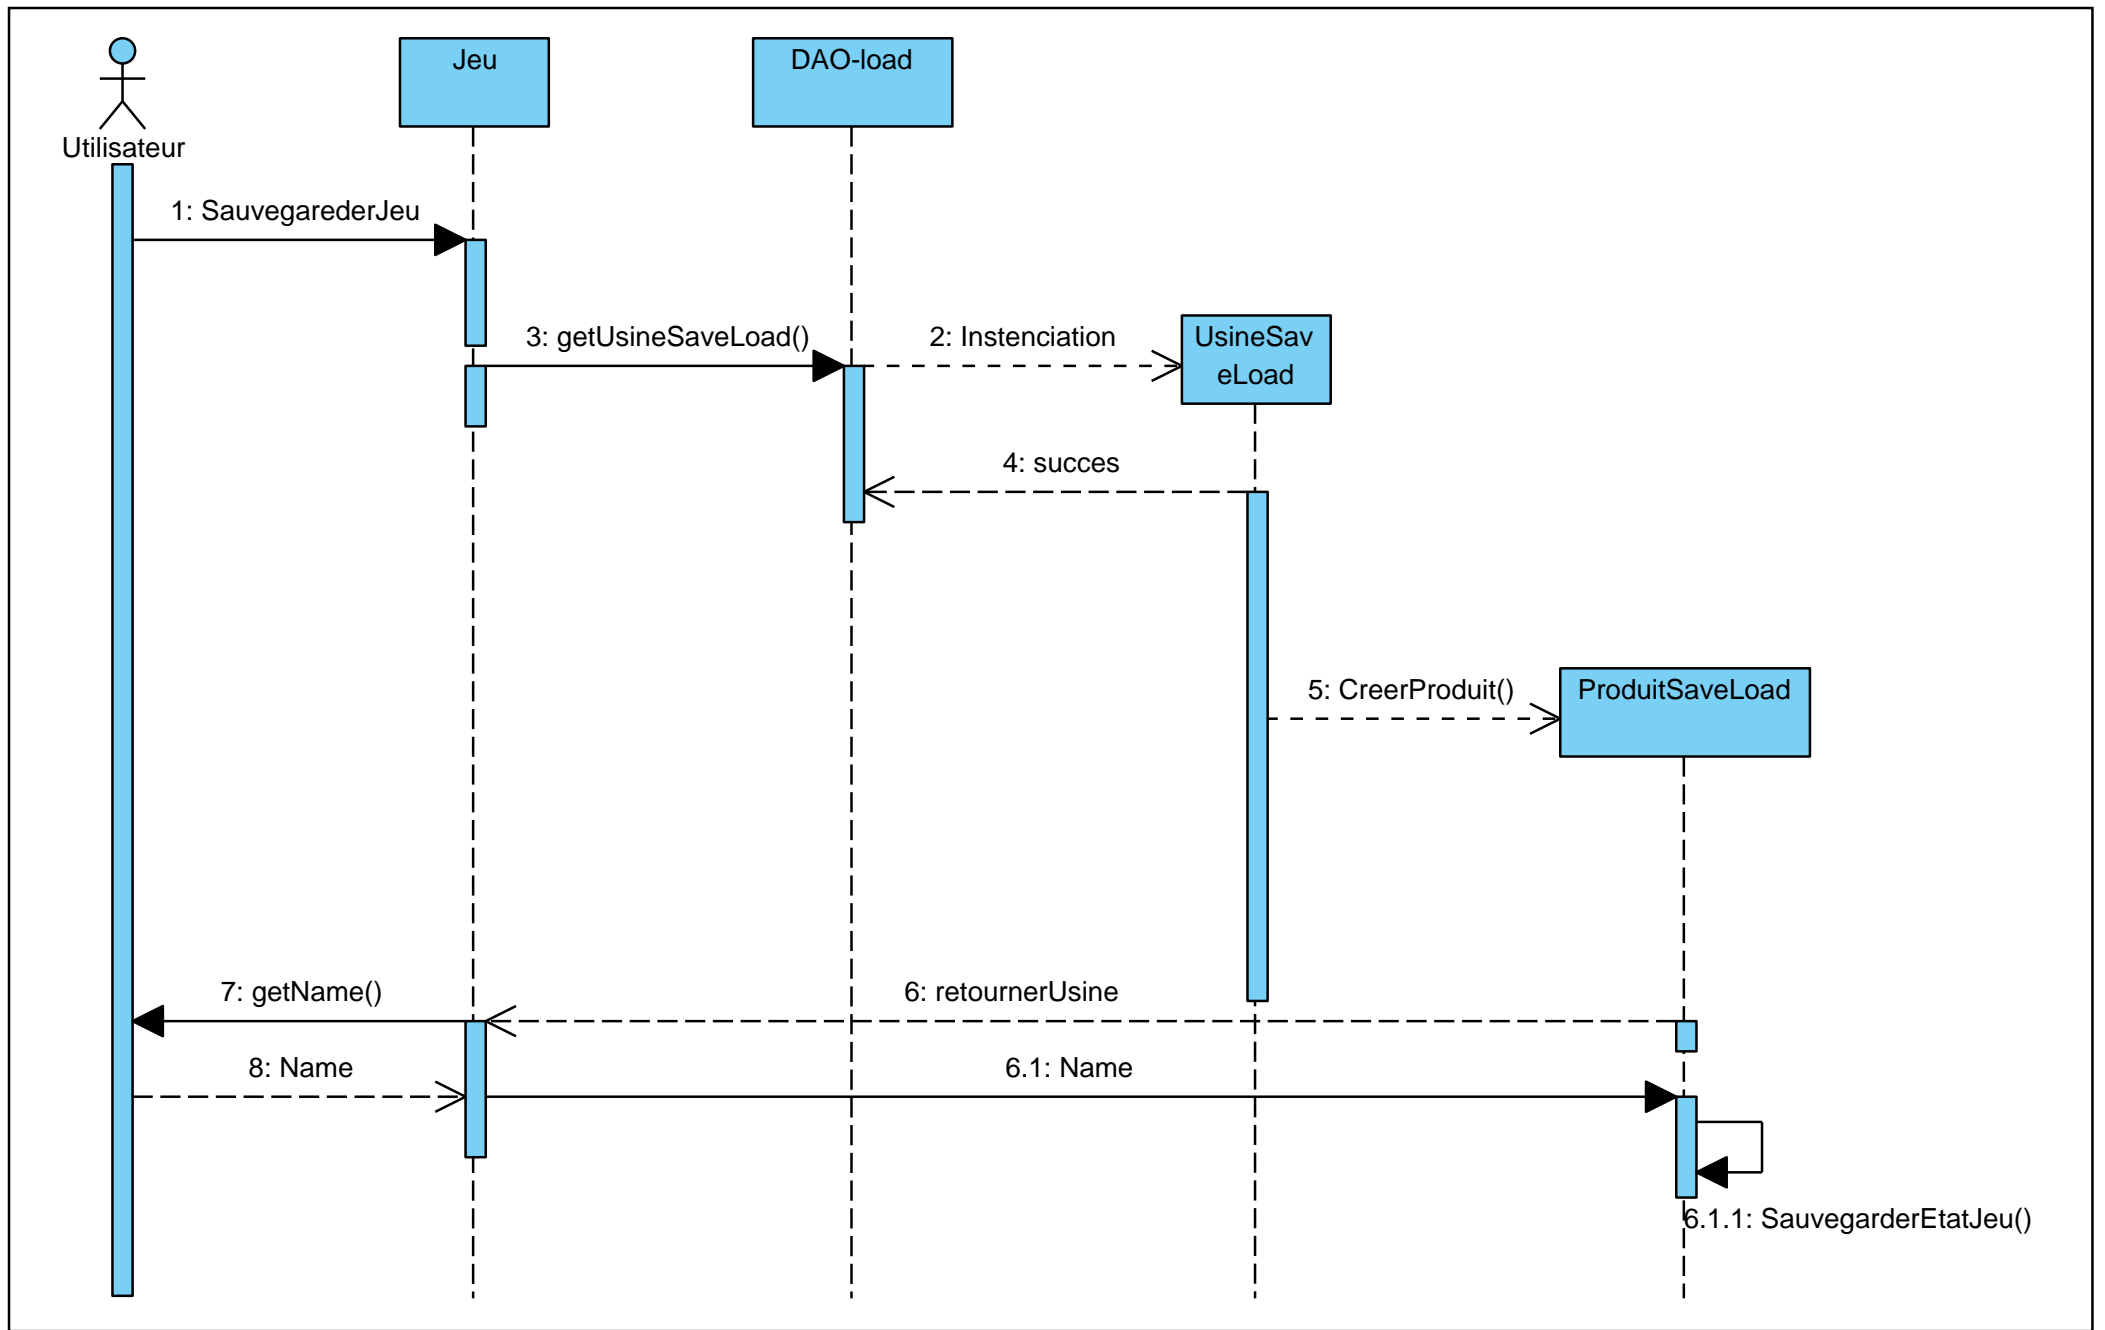 Jeu
DAO-load
Utilisateur
1: SauvegarederJeu
3: getUsineSaveLoad()
2: Instenciation
UsineSav
eLoad
4: succes
5: CreerProduit()
ProduitSaveLoad
7: getName()
6: retournerUsine
8: Name
6.1: Name
6.1.1: SauvegarderEtatJeu()